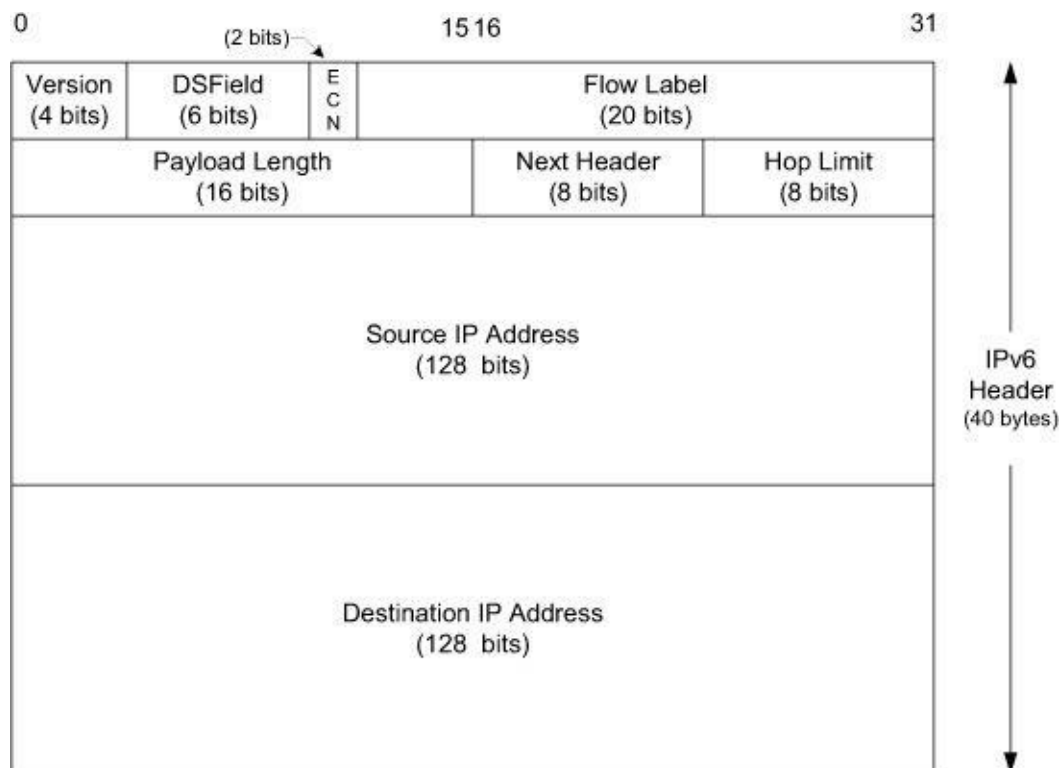 0
(2 bits)
15 16
31
Version
(4 bits)
DSField
(6 bits)
E
C
N
Flow Label
(20 bits)
Payload Length
(16 bits)
Next Header
(8 bits)
Hop Limit
(8 bits)
Source IP Address
(128 bits)
IPv6
Header
(40 bytes)
Destination IP Address
(128 bits)